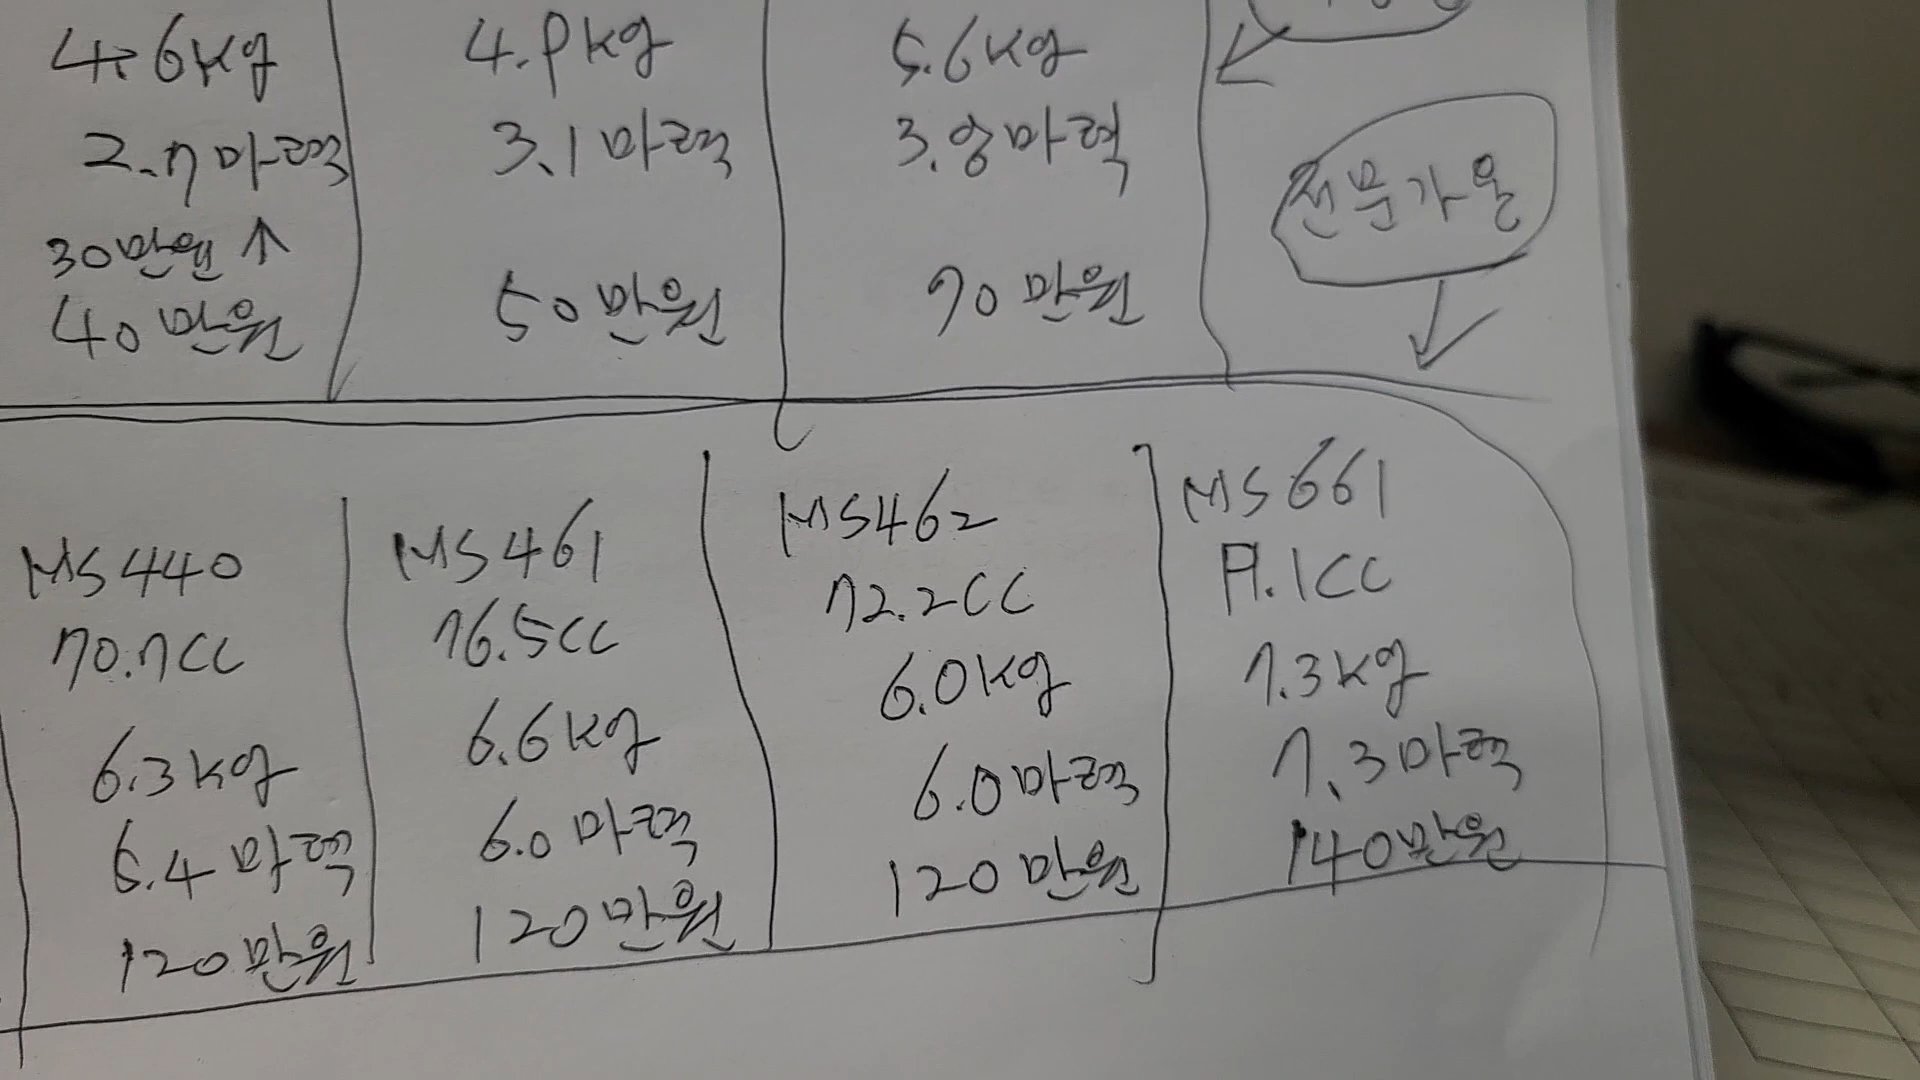 4.6kg
2.7마력
30만엔 ↑
40만원
4.9kg
3.1마력
50만원
5.6kg
3.8마력
70만원
전문가용
MS440
70.7CC
6.3kg
5.4마력
120만원
MS461
76.5CC
6.6kg
6.0마력
120만원
MS462
72.2CC
6.0kg
6.0마력
120만원
MS661
91.1CC
7.3kg
7.3마력
140만원